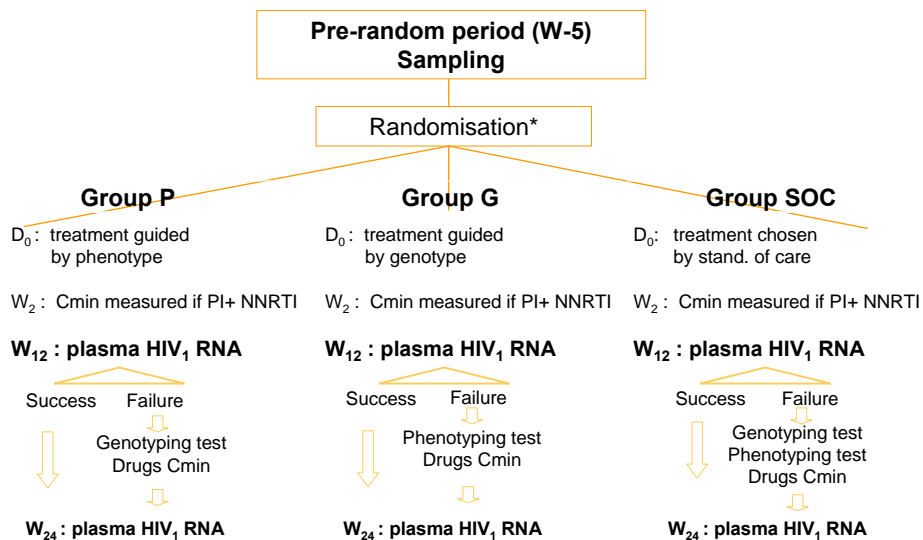 Pre-random period (W-5)
Sampling
Randomisation*
Group P
D₀ : treatment guided
by phenotype
W₂ : Cmin measured if PI+ NNRTI
W₁₂ : plasma HIV₁ RNA
Success Failure
Genotyping test
Drugs Cmin
W₂₄ : plasma HIV₁ RNA
Group G
D₀ : treatment guided
by genotype
W₂ : Cmin measured if PI+ NNRTI
W₁₂ : plasma HIV₁ RNA
Success Failure
Phenotyping test
Drugs Cmin
W₂₄ : plasma HIV₁ RNA
Group SOC
D₀: treatment chosen
by stand. of care
W₂ : Cmin measured if PI+ NNRTI
W₁₂ : plasma HIV₁ RNA
Success Failure
Genotyping test
Phenotyping test
Drugs Cmin
W₂₄ : plasma HIV₁ RNA